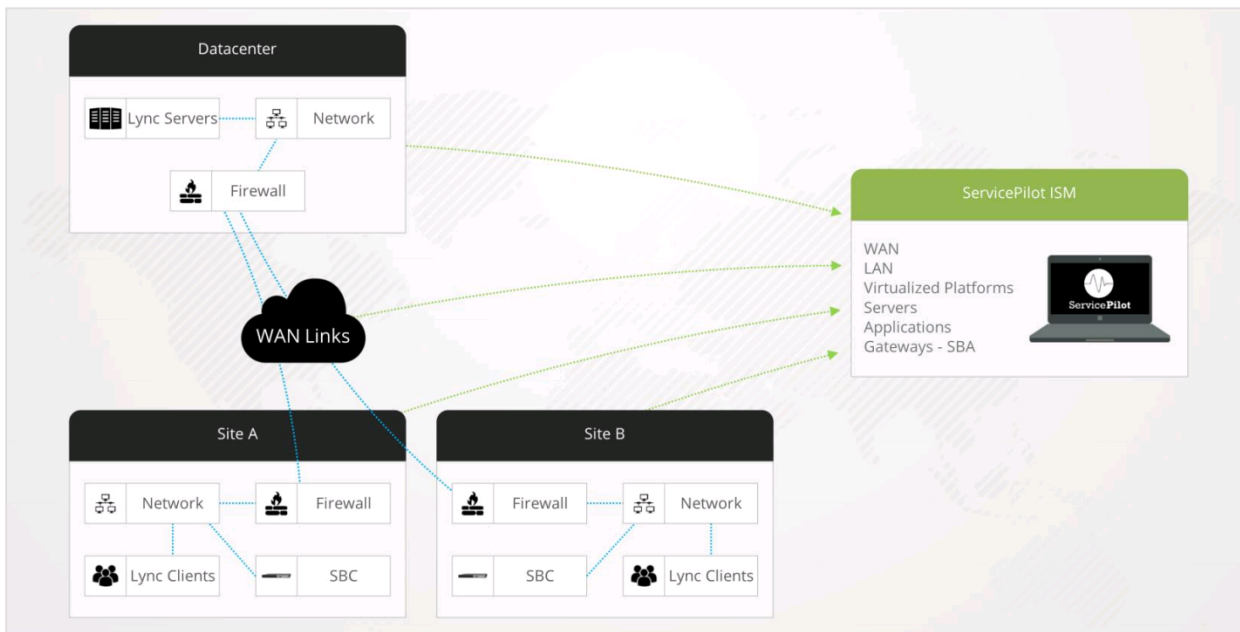 Datacenter
Lync Servers
Network
Firewall
WAN Links
ServicePilot ISM
WAN
LAN
Virtualized Platforms
Servers
Applications
Gateways - SBA
ServicePilot
Site A
Network
Firewall
Lync Clients
SBC
Site B
Firewall
Network
SBC
Lync Clients